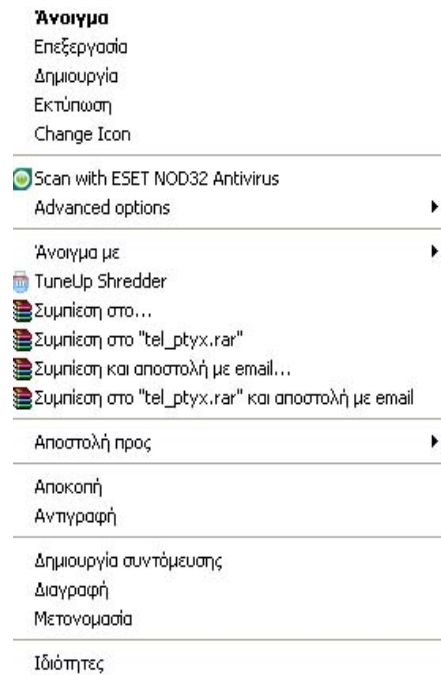 Άνοιγμα
Επεξεργασία
Δημιουργία
Εκτύπωση
Change Icon
Scan with ESET NOD32 Antivirus
Advanced options
Άνοιγμα με
TuneUp Shredder
Συμπίεση στο...
Συμπίεση στο "tel_ptyx.rar"
Συμπίεση και αποστολή με email...
Συμπίεση στο "tel_ptyx.rar" και αποστολή με email
Αποστολή προς
Αποκοπή
Αντιγραφή
Δημιουργία συντόμευσης
Διαγραφή
Μετονομασία
Ιδιότητες